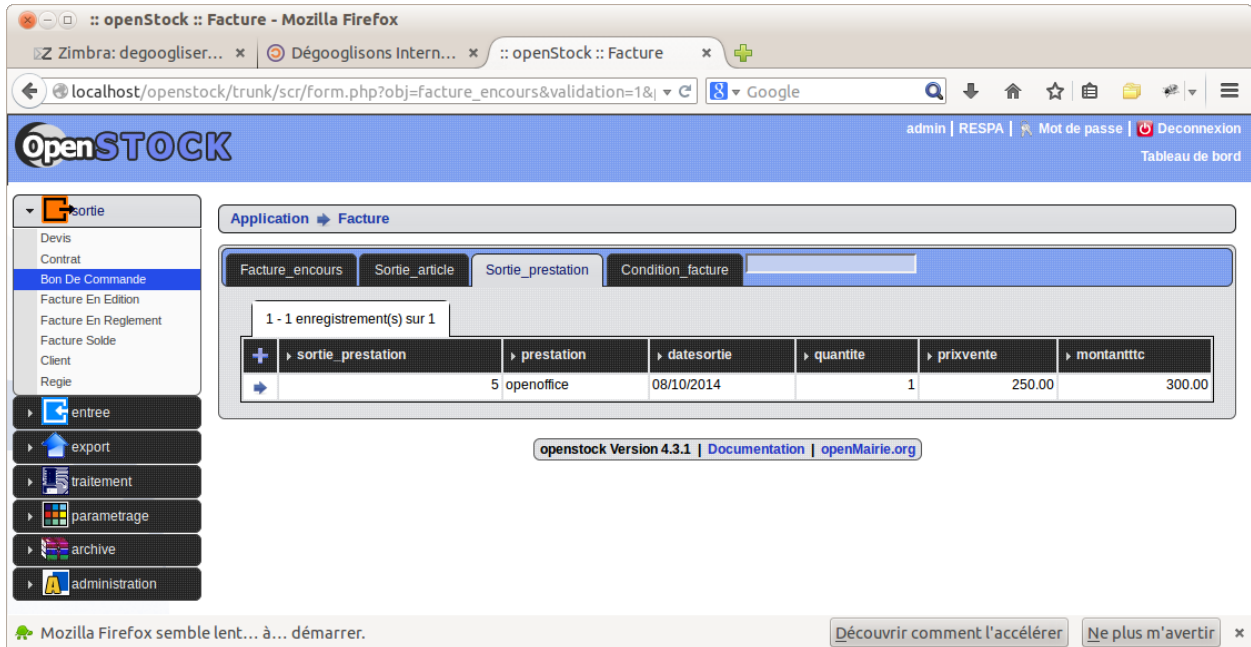 :: openStock :: Facture - Mozilla Firefox
Zimbra: degoogliser... × Dégooglisons Intern... × :: openStock :: Facture ×
localhost/openstock/trunk/scr/form.php?obj=facture_encours&validation=1& Google
admin | RESPA | Mot de passe | Deconnexion
OpenSTOCK
Tableau de bord
sortie
Devis
Contrat
Bon De Commande
Facture En Edition
Facture En Reglement
Facture Solde
Client
Regie
entree
export
traitement
parametrage
archive
administration
Application Facture
Facture_encours Sortie_article Sortie_prestation Condition_facture
1 - 1 enregistrement(s) sur 1
sortie_prestation prestation datesortie quantite prixvente montantttc
5 openoffice 08/10/2014 1 250.00 300.00
openstock Version 4.3.1 | Documentation | openMairie.org
Mozilla Firefox semble lent... à... démarrer. Découvrir comment l'accélérer Ne plus m'avertir ×